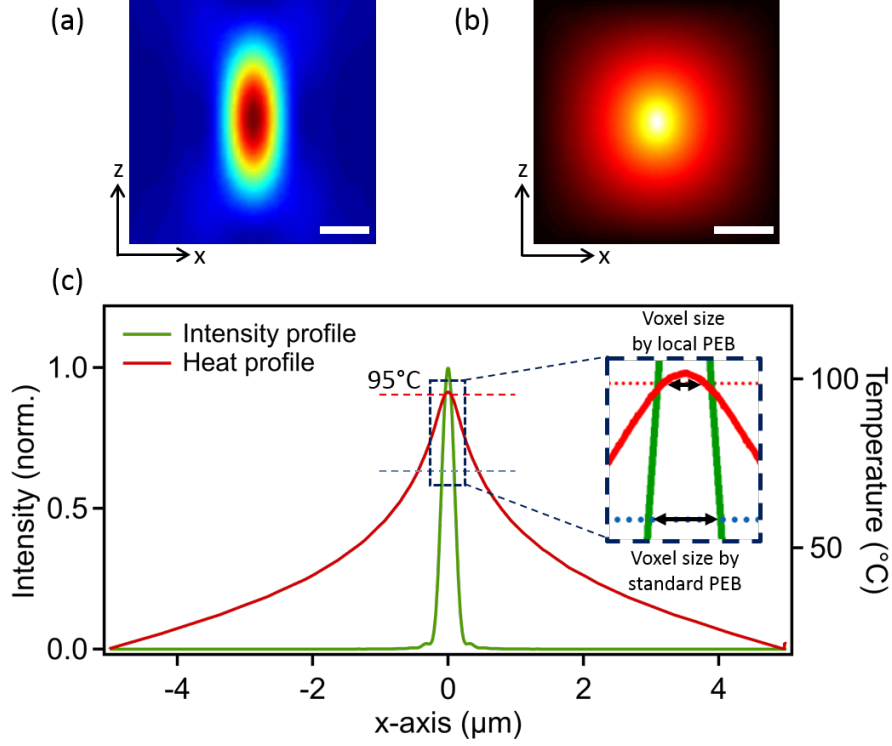 (a)
z
x
(b)
z
x
(c)
Intensity profile
Heat profile
95°C
Voxel size
by local PEB
Voxel size by
standard PEB
1.0
0.5
0.0
Intensity (norm.)
100
50
Temperature (°C)
-4
-2
0
2
4
x-axis (μm)